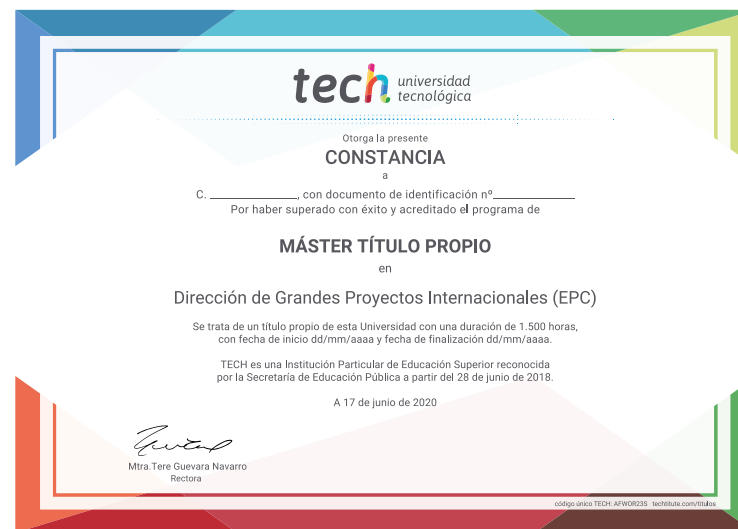 tech universidad
tecnológica
Otorga la presente
CONSTANCIA
a
C. ______________, con documento de identificación nº_____________
Por haber superado con éxito y acreditado el programa de
MÁSTER TÍTULO PROPIO
en
Dirección de Grandes Proyectos Internacionales (EPC)
Se trata de un título propio de esta Universidad con una duración de 1.500 horas,
con fecha de inicio dd/mm/aaaa y fecha de finalización dd/mm/aaaa.
TECH es una Institución Particular de Educación Superior reconocida
por la Secretaría de Educación Pública a partir del 28 de junio de 2018.
A 17 de junio de 2020
Mtra.Tere Guevara Navarro
Rectora
código único TECH: AFWOR23S techtitute.com/titulos